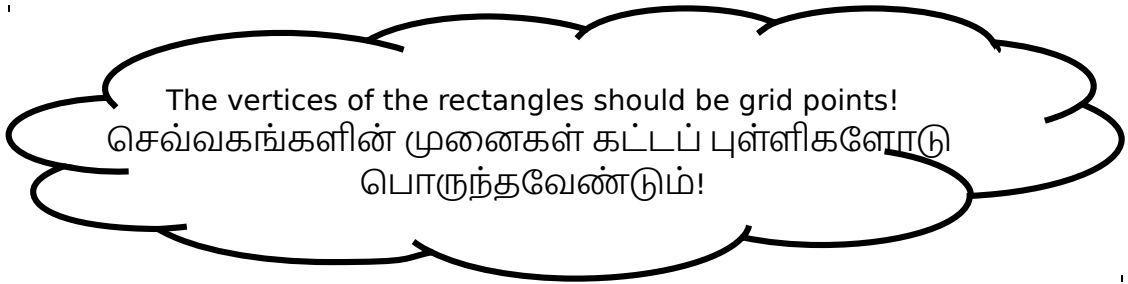 The vertices of the rectangles should be grid points!
செவ்வகங்களின் முனைகள் கட்டப் புள்ளிகளோடு
பொருந்தவேண்டும்!